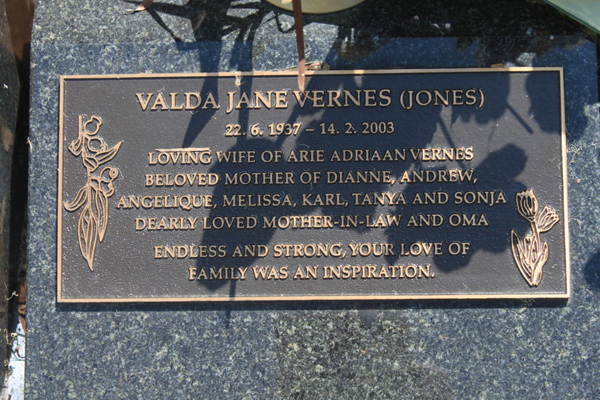 VALDA JANE VERNES (JONES)
22. 6. 1937 – 14. 2. 2003
LOVING WIFE OF ARIE ADRIAAN VERNES
BELOVED MOTHER OF DIANNE, ANDREW,
ANGELIQUE, MELISSA, KARL, TANYA AND SONJA
DEARLY LOVED MOTHER-IN-LAW AND OMA
ENDLESS AND STRONG, YOUR LOVE OF
FAMILY WAS AN INSPIRATION.